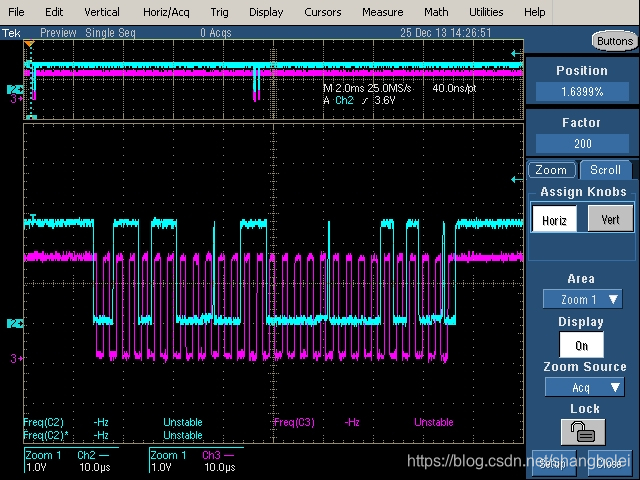 File Edit Vertical Horiz/Acq Trig Display Cursors Measure Math Utilities Help
Tek Preview Single Seq 0 Acqs 25 Dec 13 14:26:51
Buttons
Position
1.6399%
Factor
200
Zoom Scroll
Assign Knobs
Horiz Vert
Area
Zoom 1
Display
On
Zoom Source
Acq
Lock
Setup Close
M 2.0ms 25.0MS/s 40.0ns/pt
A Ch2 ∫ 3.6V
2
3
T
2
3
Freq(C2) -Hz Unstable Freq(C3) -Hz Unstable
Freq(C2)* -Hz Unstable
Zoom 1 Ch2 Zoom 1 Ch3
1.0V 10.0µs 1.0V 10.0µs
https://blog.csdn.net/shangbolei